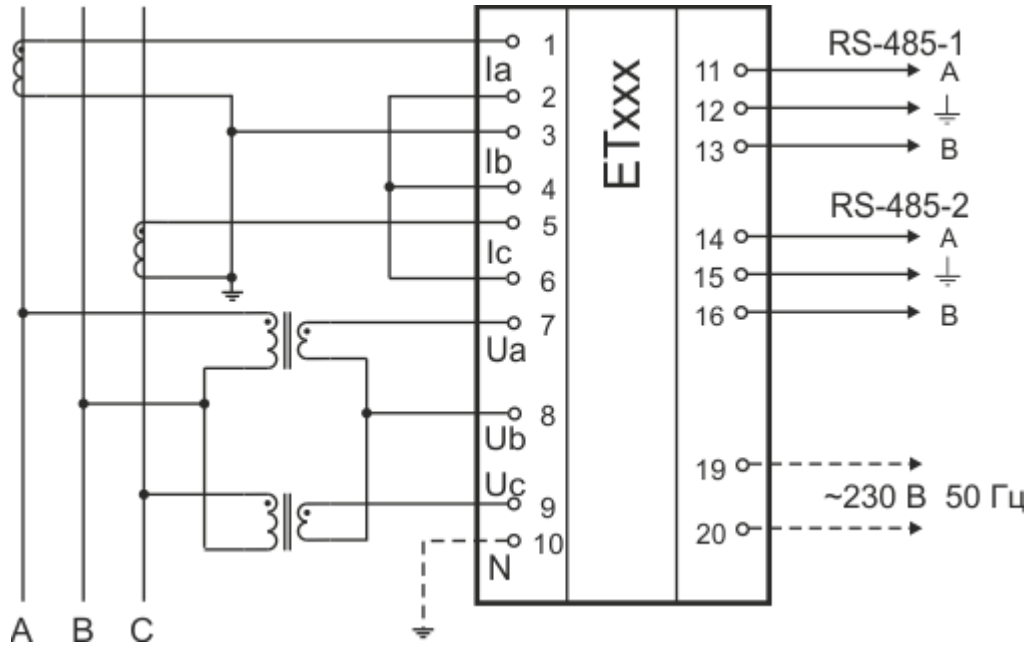 1
Ia
2
3
Ib
4
5
Ic
6
7
Ua
8
Ub
Uc
9
10
N
ETxxx
RS-485-1
11 A
12
13 B
RS-485-2
14 A
15
16 B
19
~230 В 50 Гц
20
A B C